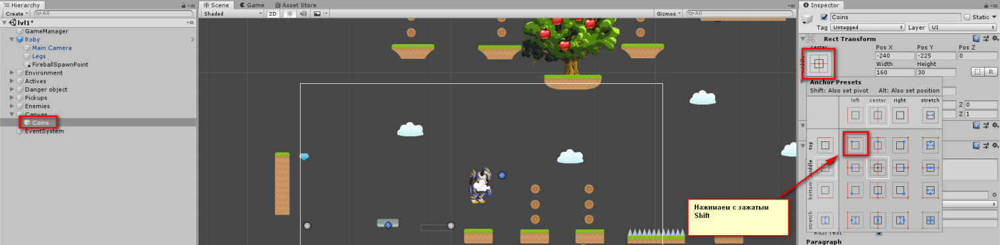 Hierarchy
Create
All
lvl1*
GameManager
Roby
Main Camera
Legs
FireballSpawnPoint
Environment
Actives
Danger object
Pickups
Enemies
Canvas
Coins
EventSystem
Scene
Game
Asset Store
Shaded
2D
Gizmos
All
Нажимаем с зажатым
Shift
Inspector
Coins
Static
Tag Untagged Layer UI
Rect Transform
center
Pos X Pos Y Pos Z
-240 -225 0
Width Height
160 30
R
Anchor Presets
Shift: Also set pivot Alt: Also set position
left center right stretch
Z 0
Z 1
top
middle
bottom
stretch
Rich Text
Paragraph